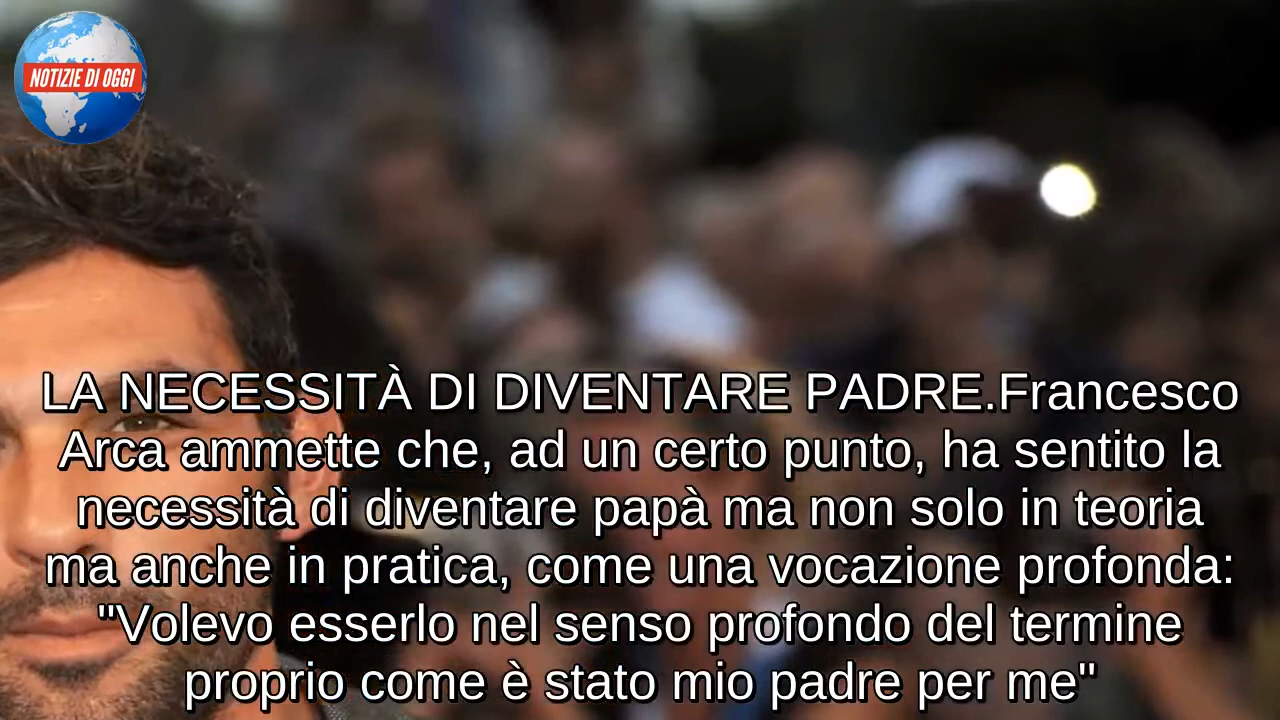 NOTIZIE DI OGGI
LA NECESSITÀ DI DIVENTARE PADRE.Francesco
Arca ammette che, ad un certo punto, ha sentito la
necessità di diventare papà ma non solo in teoria
ma anche in pratica, come una vocazione profonda:
"Volevo esserlo nel senso profondo del termine
proprio come è stato mio padre per me"